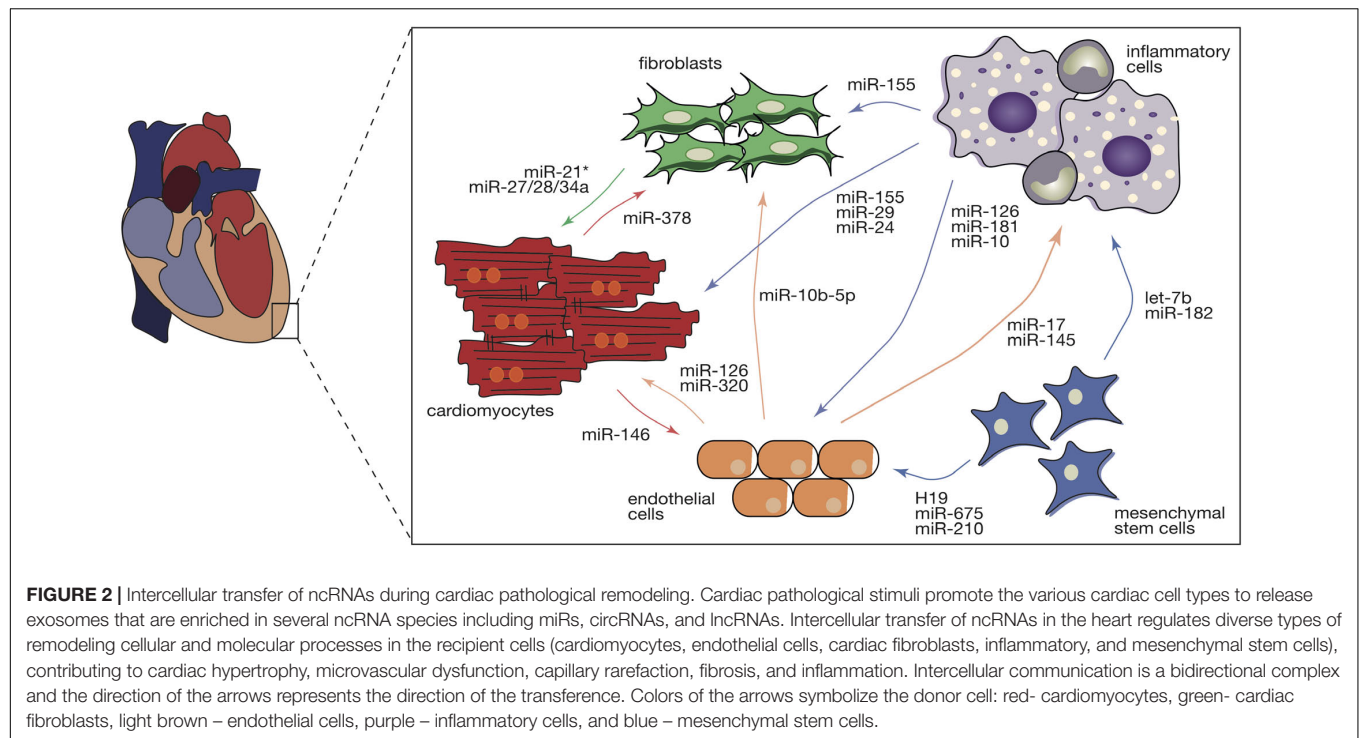 fibroblasts
miR-155
inflammatory
cells
miR-21*
miR-27/28/34a
miR-378
miR-155
miR-29
miR-24
miR-126
miR-181
miR-10
miR-10b-5p
let-7b
miR-182
miR-17
miR-145
miR-126
miR-320
cardiomyocytes
miR-146
endothelial
cells
H19
miR-675
miR-210
mesenchymal
stem cells
FIGURE 2 | Intercellular transfer of ncRNAs during cardiac pathological remodeling. Cardiac pathological stimuli promote the various cardiac cell types to release
exosomes that are enriched in several ncRNA species including miRs, circRNAs, and lncRNAs. Intercellular transfer of ncRNAs in the heart regulates diverse types of
remodeling cellular and molecular processes in the recipient cells (cardiomyocytes, endothelial cells, cardiac fibroblasts, inflammatory, and mesenchymal stem cells),
contributing to cardiac hypertrophy, microvascular dysfunction, capillary rarefaction, fibrosis, and inflammation. Intercellular communication is a bidirectional complex
and the direction of the arrows represents the direction of the transference. Colors of the arrows symbolize the donor cell: red- cardiomyocytes, green- cardiac
fibroblasts, light brown – endothelial cells, purple – inflammatory cells, and blue – mesenchymal stem cells.